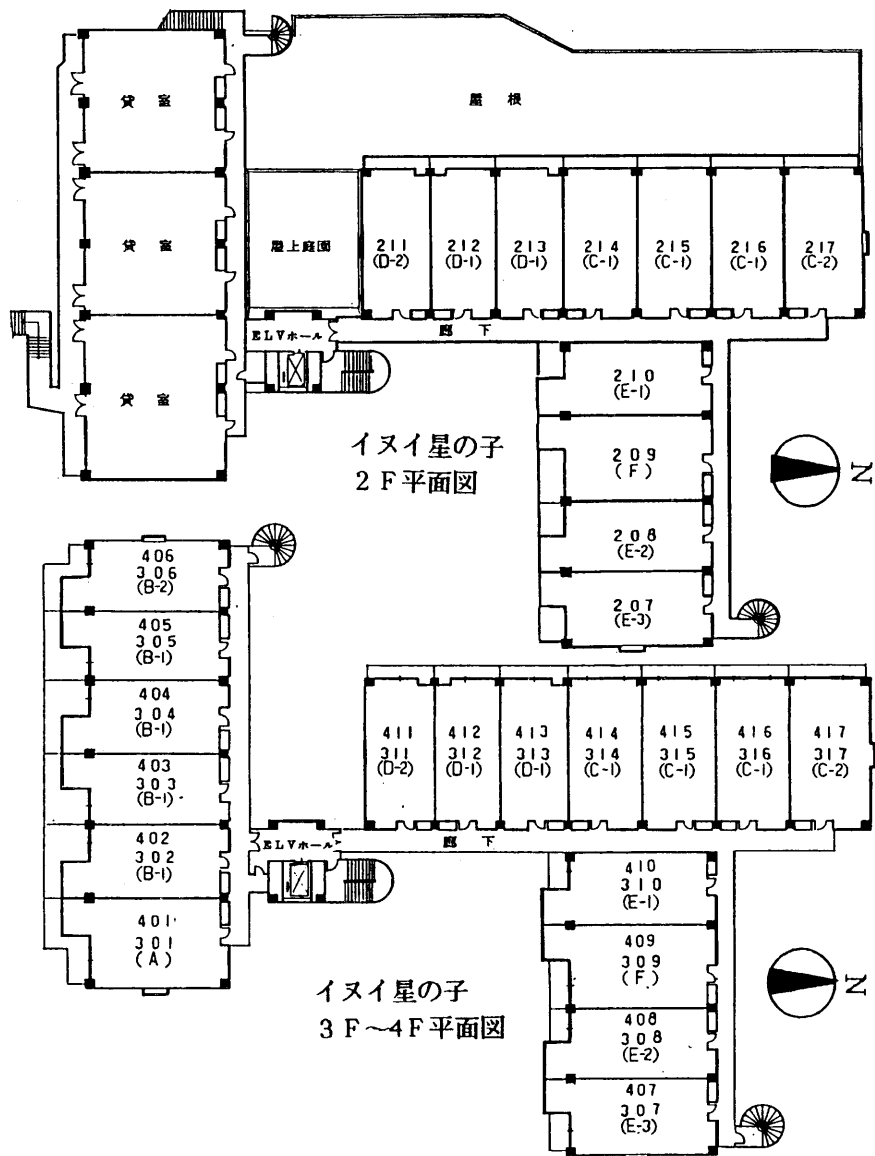 貸室
屋根
貸室
屋上庭園
211
(D-2)
212
(D-1)
213
(D-1)
214
(C-1)
215
(C-1)
216
(C-1)
217
(C-2)
ELVホール
廊下
貸室
210
(E-1)
209
(F)
208
(E-2)
207
(E-3)
イヌイ星の子
2F平面図
N
406
306
(B-2)
405
305
(B-1)
404
304
(B-1)
403
303
(B-1)
402
302
(B-1)
401
301
(A)
411
311
(D-2)
412
312
(D-1)
413
313
(D-1)
414
314
(C-1)
415
315
(C-1)
416
316
(C-1)
417
317
(C-2)
ELVホール
廊下
410
310
(E-1)
409
309
(F)
408
308
(E-2)
407
307
(E-3)
イヌイ星の子
3F〜4F平面図
N